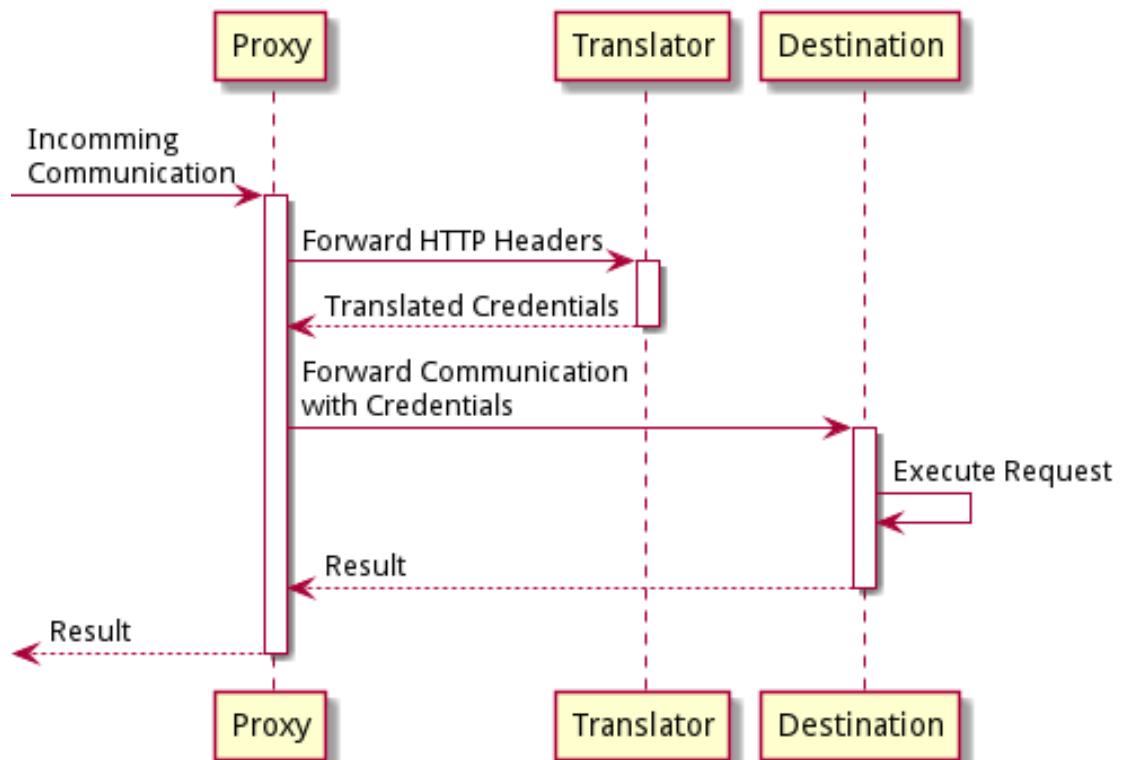 Proxy
Translator
Destination
Incomming
Communication
Forward HTTP Headers
Translated Credentials
Forward Communication
with Credentials
Execute Request
Result
Result
Proxy
Translator
Destination